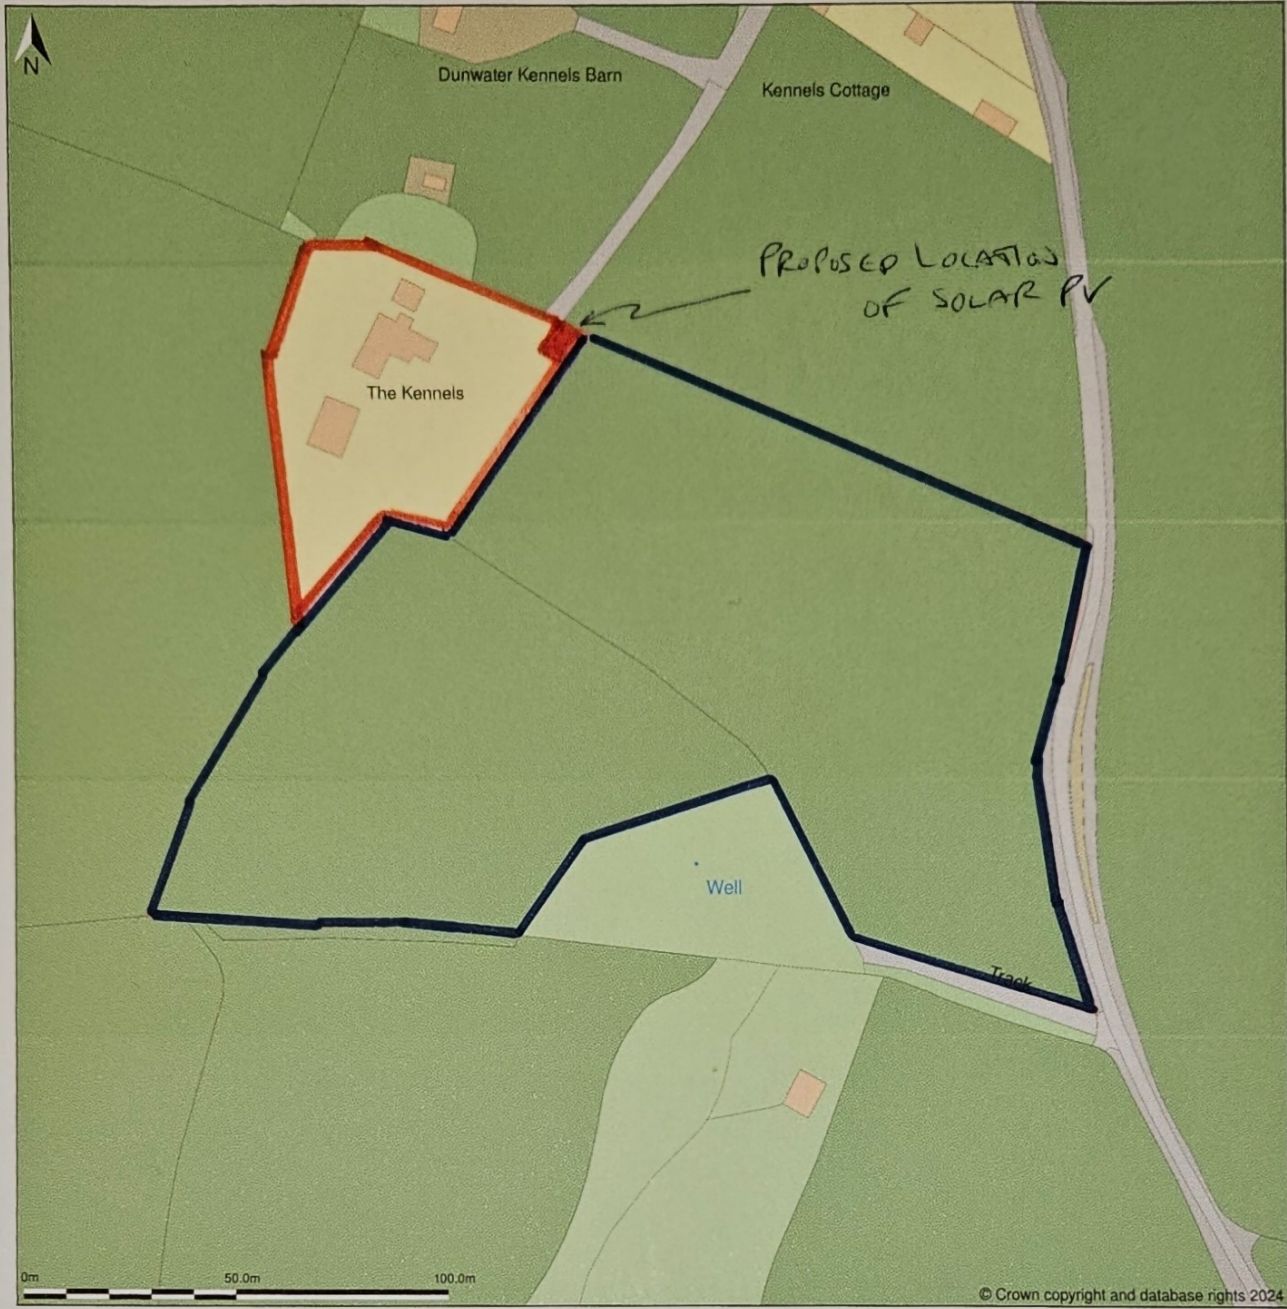 N
Dunwater Kennels Barn
Kennels Cottage
PROPOSED LOCATION
OF SOLAR PV
The Kennels
Well
Track
0m 50.0m 100.0m
© Crown copyright and database rights 2024